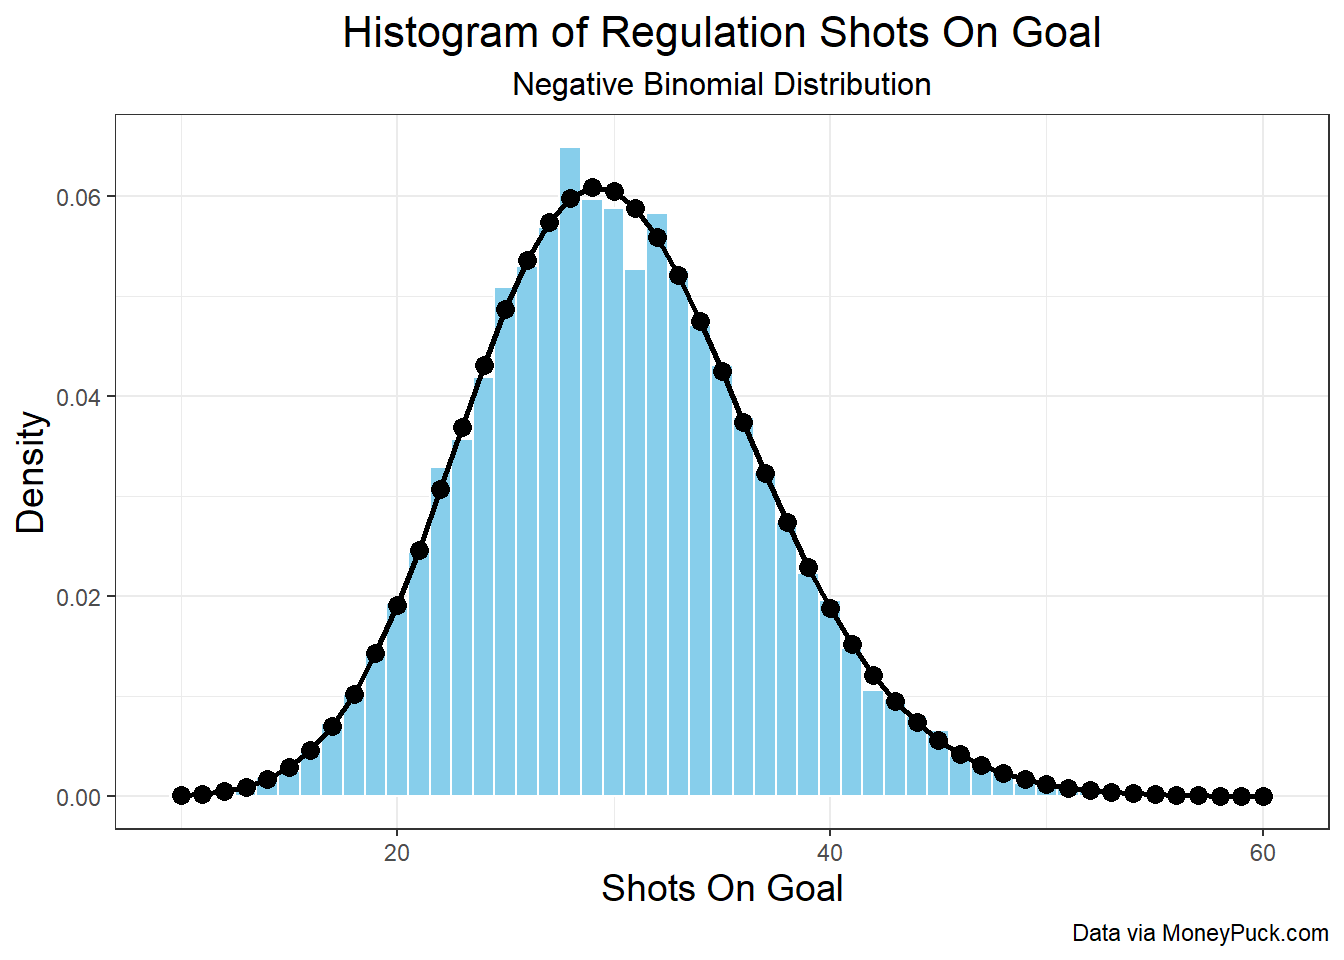 Histogram of Regulation Shots On Goal
Negative Binomial Distribution
0.06
0.04
0.02
0.00
Density
20 40 60
Shots On Goal
Data via MoneyPuck.com